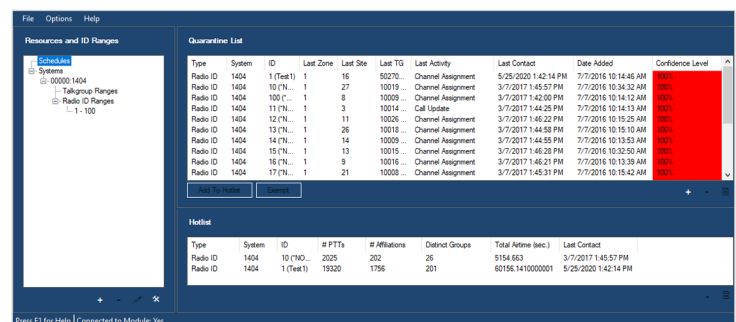 File Options Help
Resources and ID Ranges
Schedules
Systems
00000:1404
Talkgroup Ranges
Radio ID Ranges
1 - 100
Quarantine List
Type System ID Last Zone Last Site Last TG Last Activity Last Contact Date Added Confidence Level
Radio ID 1404 1 (Test1) 1 16 50270... Channel Assignment 5/25/2020 1:42:14 PM 7/7/2016 10:14:46 AM 100%
Radio ID 1404 10 ("N... 1 27 10019 ... Channel Assignment 3/7/2017 1:45:57 PM 7/7/2016 10:34:32 AM 100%
Radio ID 1404 100 ("... 1 8 10009 ... Channel Assignment 3/7/2017 1:42:00 PM 7/7/2016 10:14:12 AM 100%
Radio ID 1404 11 ("N... 1 3 10014 ... Call Update 3/7/2017 1:44:25 PM 7/7/2016 10:14:13 AM 100%
Radio ID 1404 12 ("N... 1 11 10026 ... Channel Assignment 3/7/2017 1:46:22 PM 7/7/2016 10:15:25 AM 100%
Radio ID 1404 13 ("N... 1 26 10018 ... Channel Assignment 3/7/2017 1:44:58 PM 7/7/2016 10:15:10 AM 100%
Radio ID 1404 14 ("N... 1 14 10009 ... Channel Assignment 3/7/2017 1:44:55 PM 7/7/2016 10:13:53 AM 100%
Radio ID 1404 15 ("N... 1 13 10015 ... Channel Assignment 3/7/2017 1:46:28 PM 7/7/2016 10:32:50 AM 100%
Radio ID 1404 16 ("N... 1 9 10016 ... Channel Assignment 3/7/2017 1:46:21 PM 7/7/2016 10:13:39 AM 100%
Radio ID 1404 17 ("N... 1 21 10008 ... Channel Assignment 3/7/2017 1:45:31 PM 7/7/2016 10:15:42 AM 100%
Add To Hotlist Exempt
Hotlist
Type System ID # PTTs # Affiliations Distinct Groups Total Airtime (sec.) Last Contact
Radio ID 1404 10 ("NO... 2025 202 26 5154.663 3/7/2017 1:45:57 PM
Radio ID 1404 1 (Test1) 19320 1756 201 60156.1410000001 5/25/2020 1:42:14 PM
Press F1 for Help Connected to Module: Yes